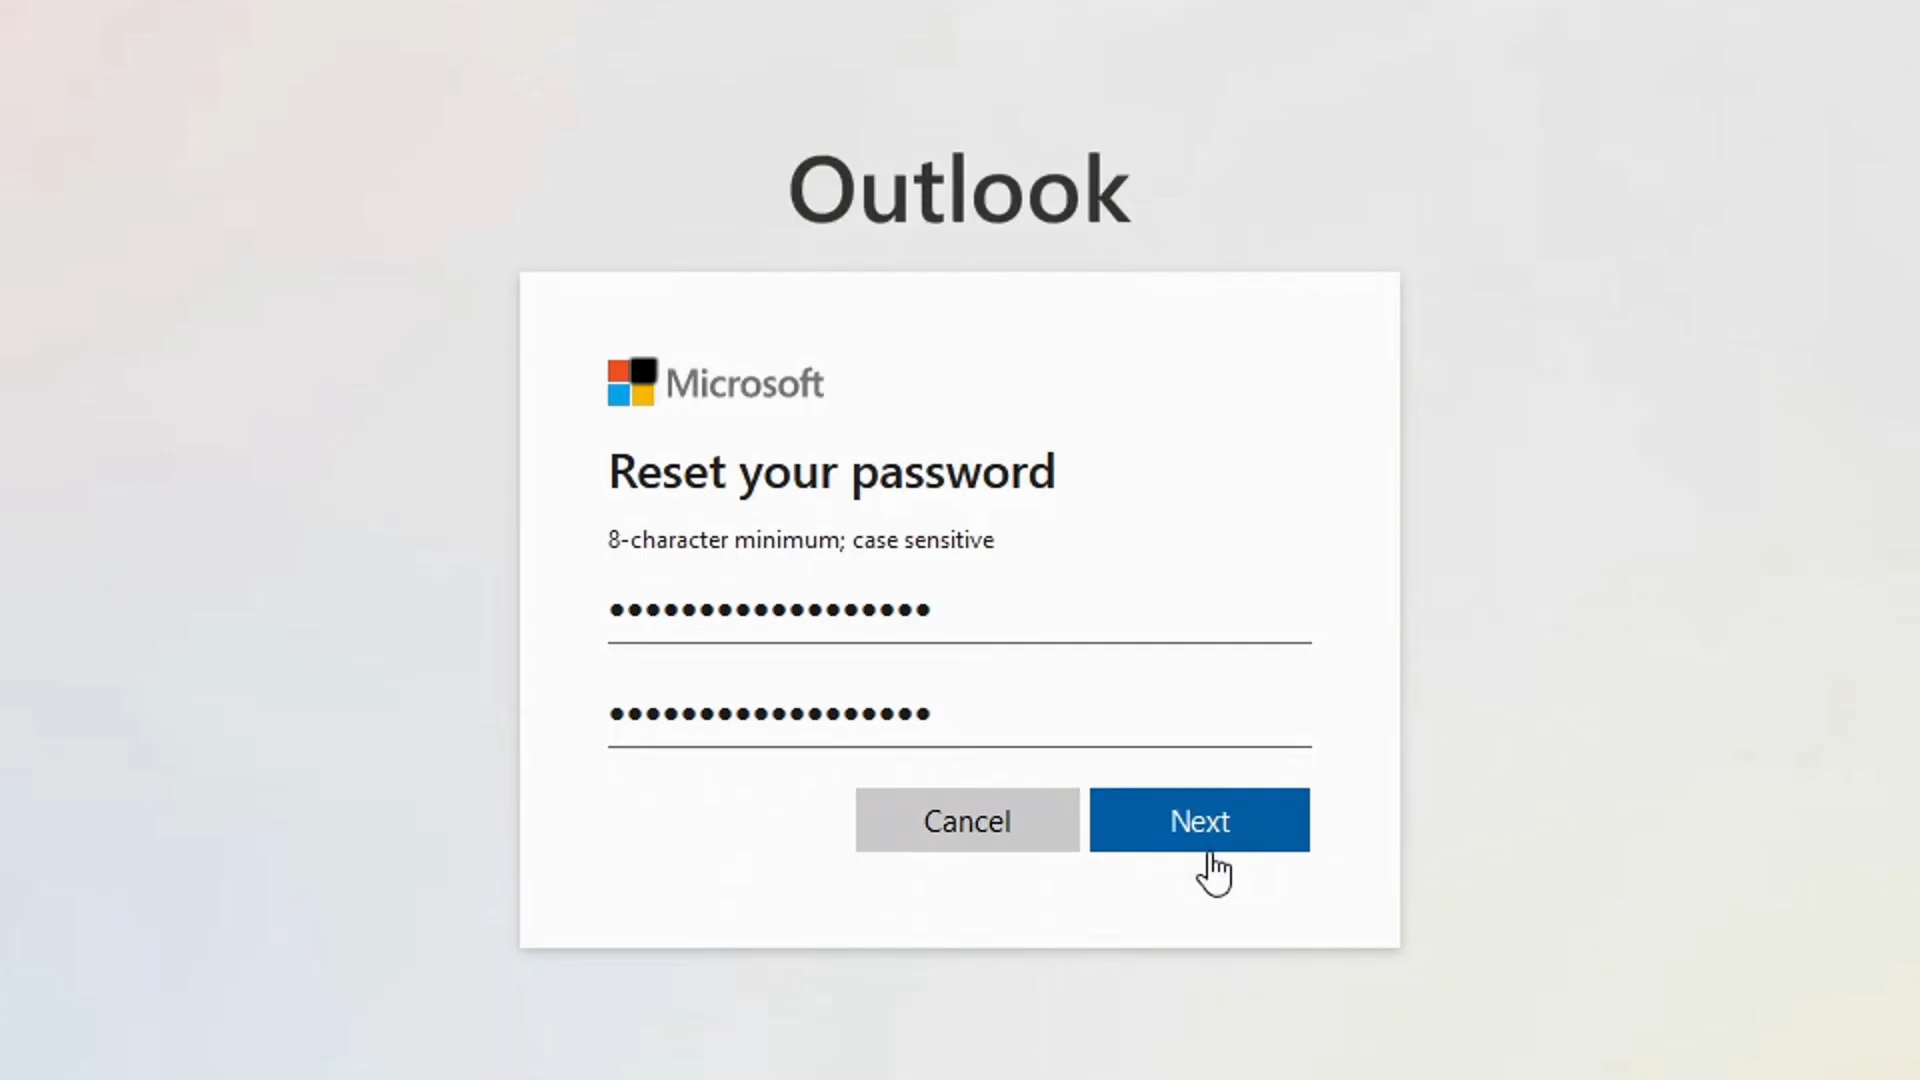 Outlook
Microsoft
Reset your password
8-character minimum; case sensitive
••••••••••••••••••
••••••••••••••••••
Cancel Next